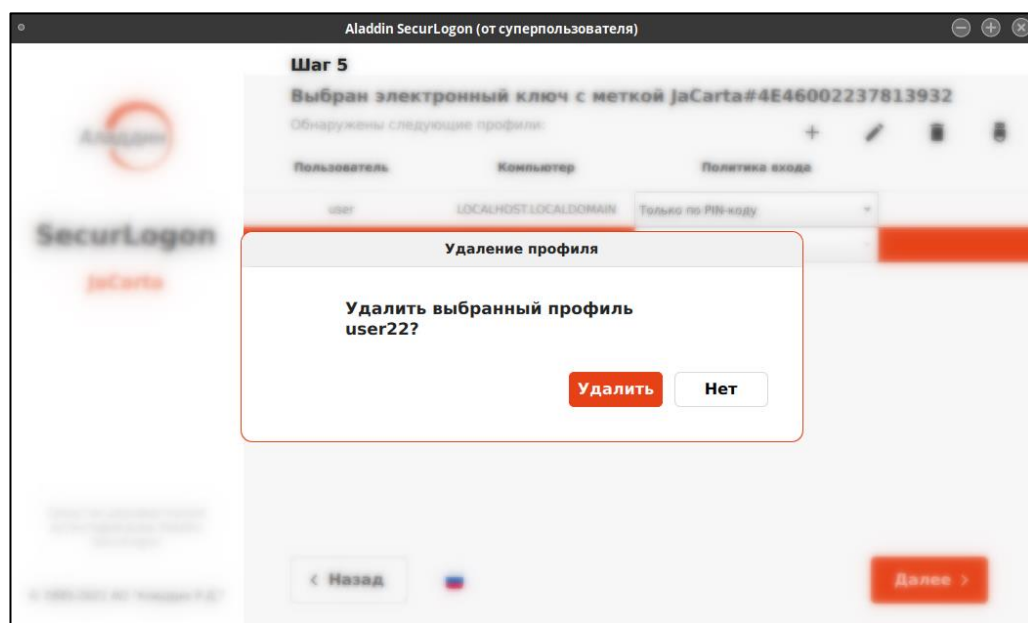 Aladdin SecurLogon (от суперпользователя)
Шаг 5
Выбран электронный ключ с меткой JaCarta#4E46002237813932
Обнаружены следующие профили:
Пользователь Компьютер Политика входа
user LOCALHOST.LOCALDOMAIN Только по PIN-коду
Аладдин
SecurLogon
JaCarta
Удаление профиля
Удалить выбранный профиль
user22?
Удалить Нет
< Назад Далее >